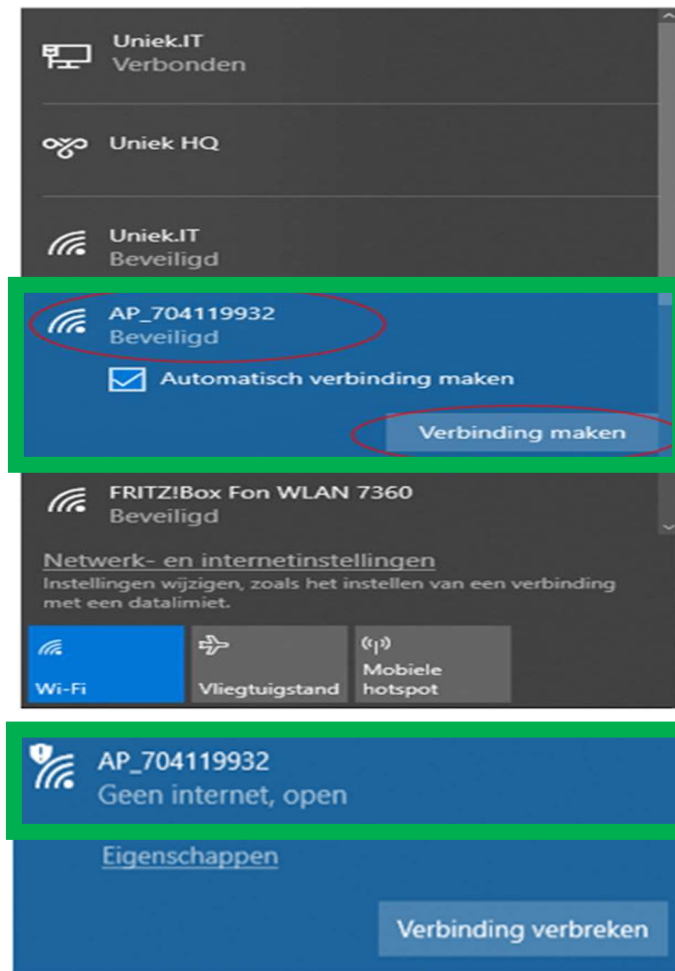 Uniek.IT
Verbonden
Uniek HQ
Uniek.IT
Beveiligd
AP_704119932
Beveiligd
Automatisch verbinding maken
Verbinding maken
FRITZ!Box Fon WLAN 7360
Beveiligd
Netwerk- en internetinstellingen
Instellingen wijzigen, zoals het instellen van een verbinding
met een datalimiet.
Wi-Fi
Vliegtuigstand
Mobiele
hotspot
AP_704119932
Geen internet, open
Eigenschappen
Verbinding verbreken